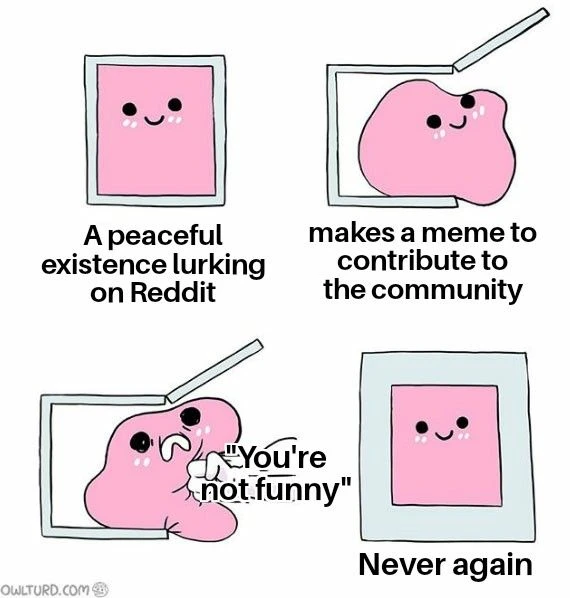 A peaceful
existence lurking
on Reddit
makes a meme to
contribute to
the community
"You're
not funny"
Never again
OWLTURD.COM